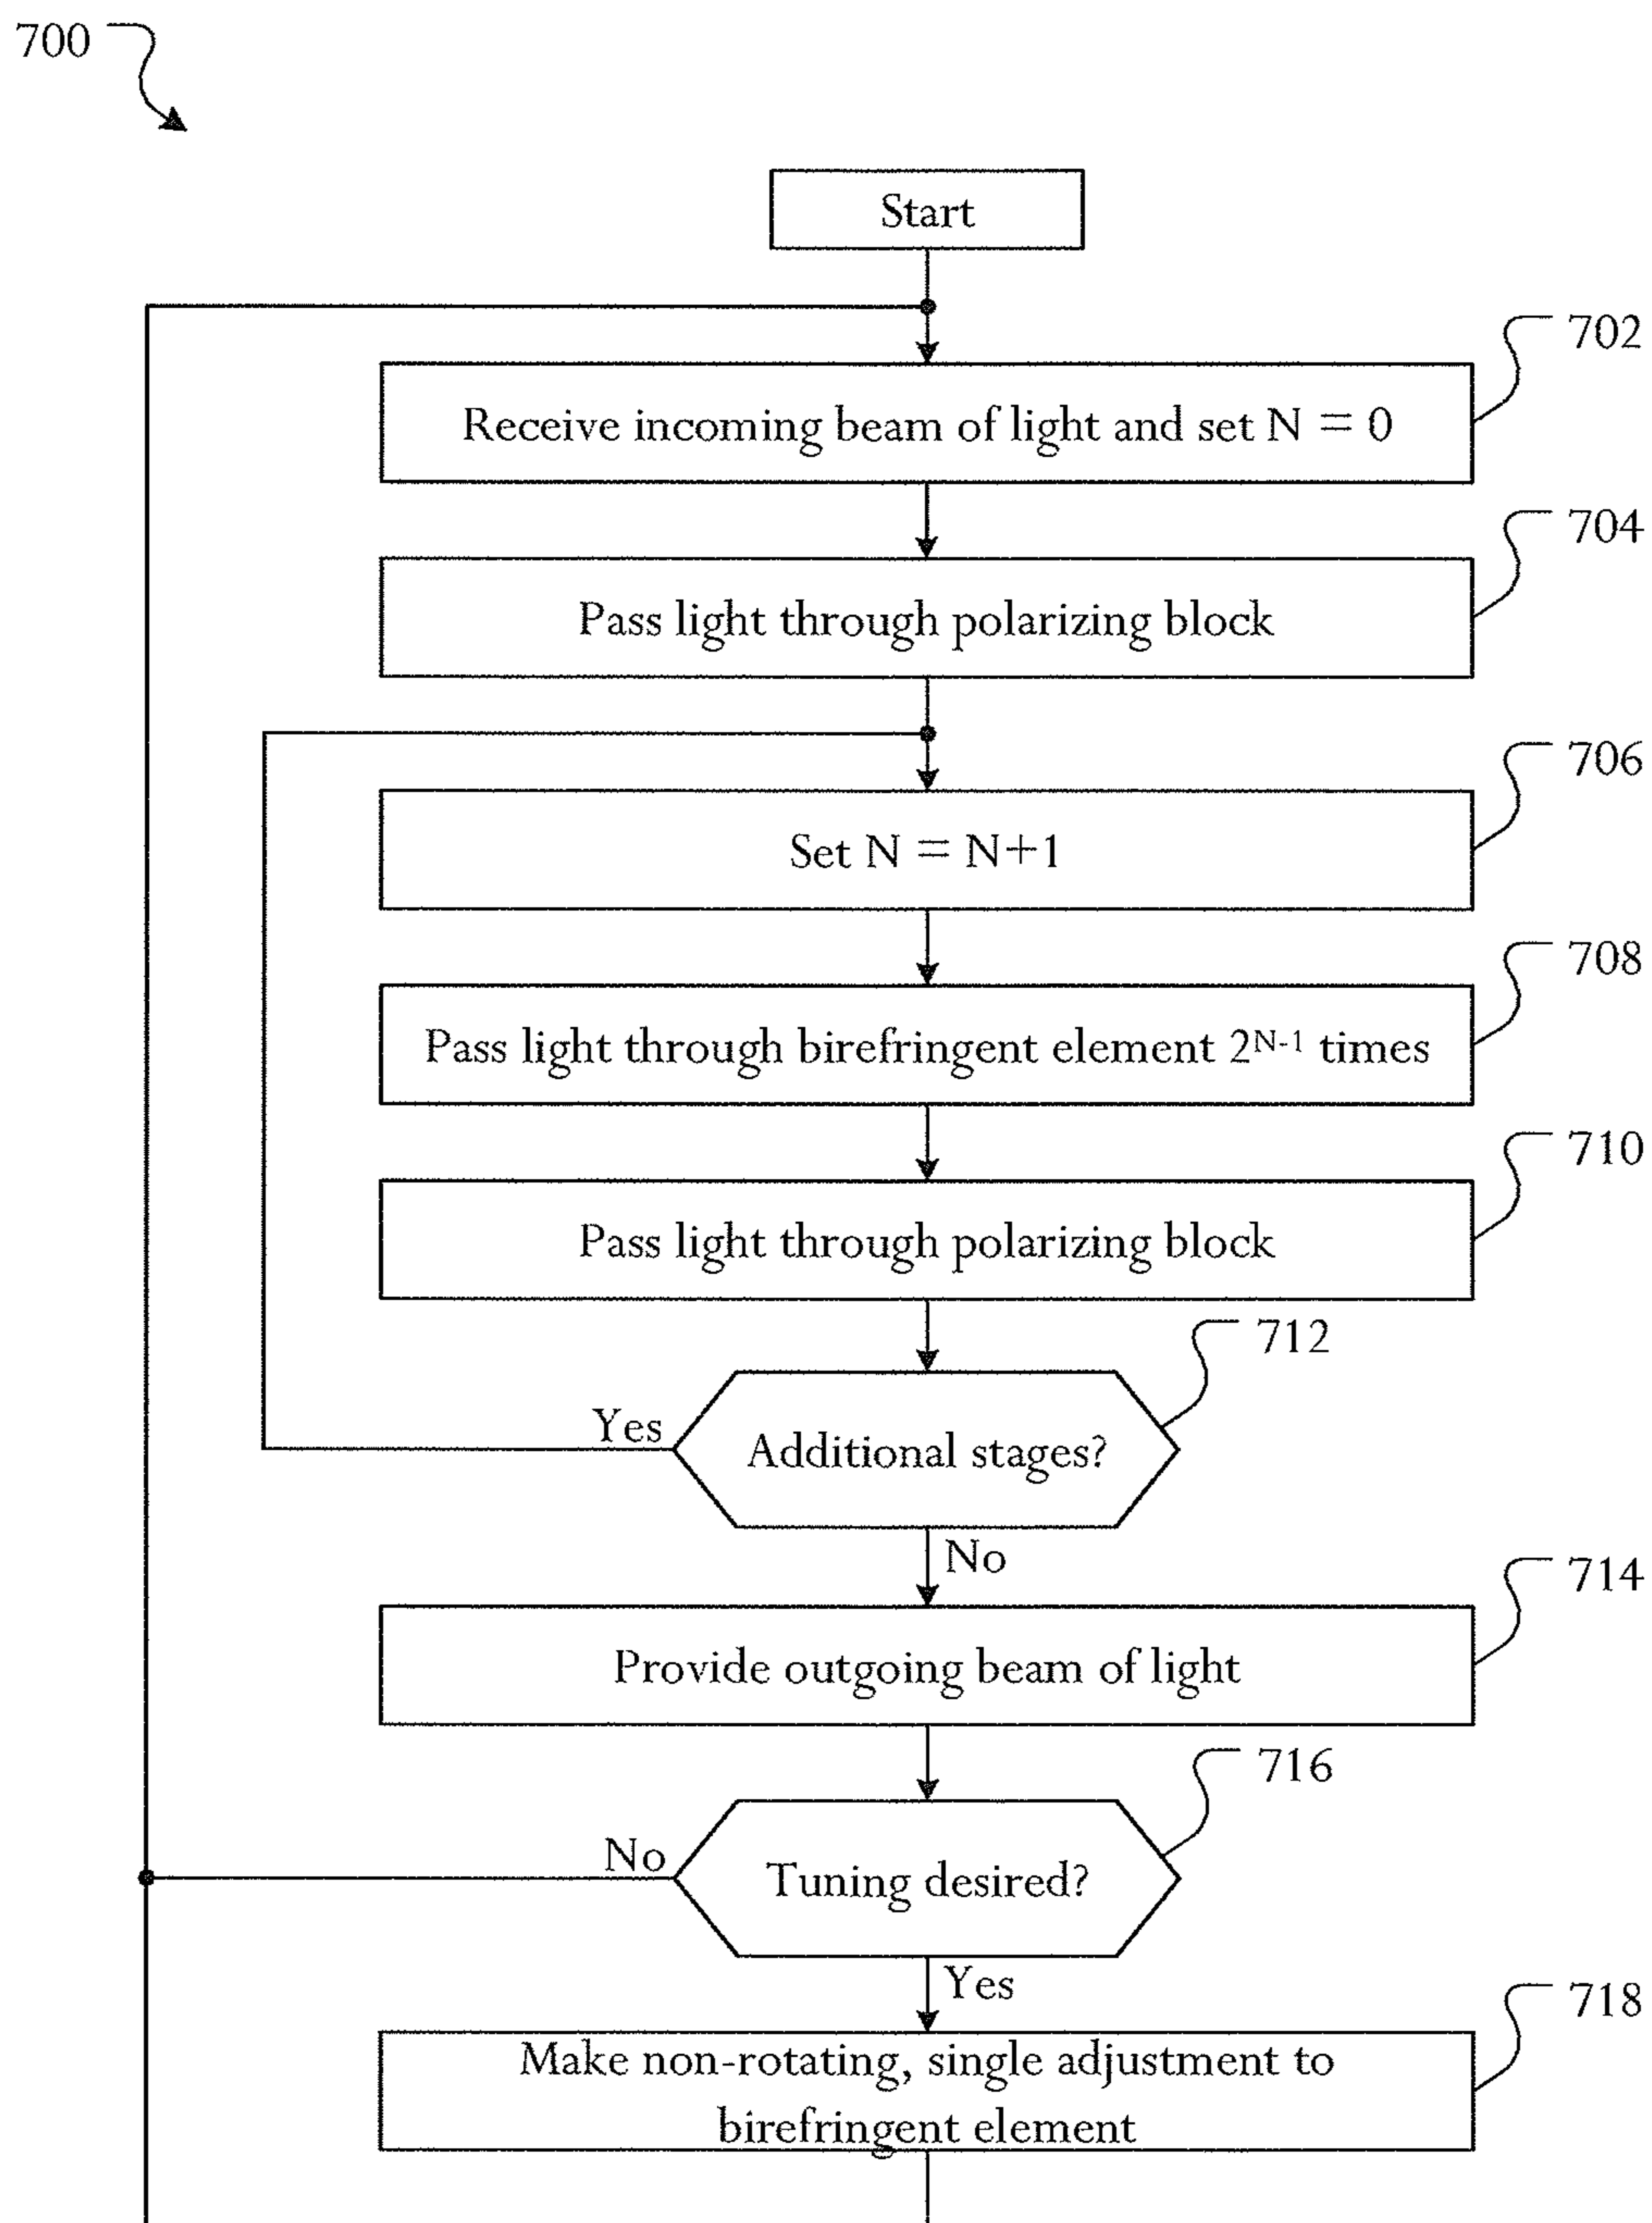 700
Start
702
Receive incoming beam of light and set N = 0
704
Pass light through polarizing block
706
Set N = N+1
708
Pass light through birefringent element 2ᴺ⁻¹ times
710
Pass light through polarizing block
712
Yes
Additional stages?
No
714
Provide outgoing beam of light
716
No
Tuning desired?
Yes
718
Make non-rotating, single adjustment to
birefringent element